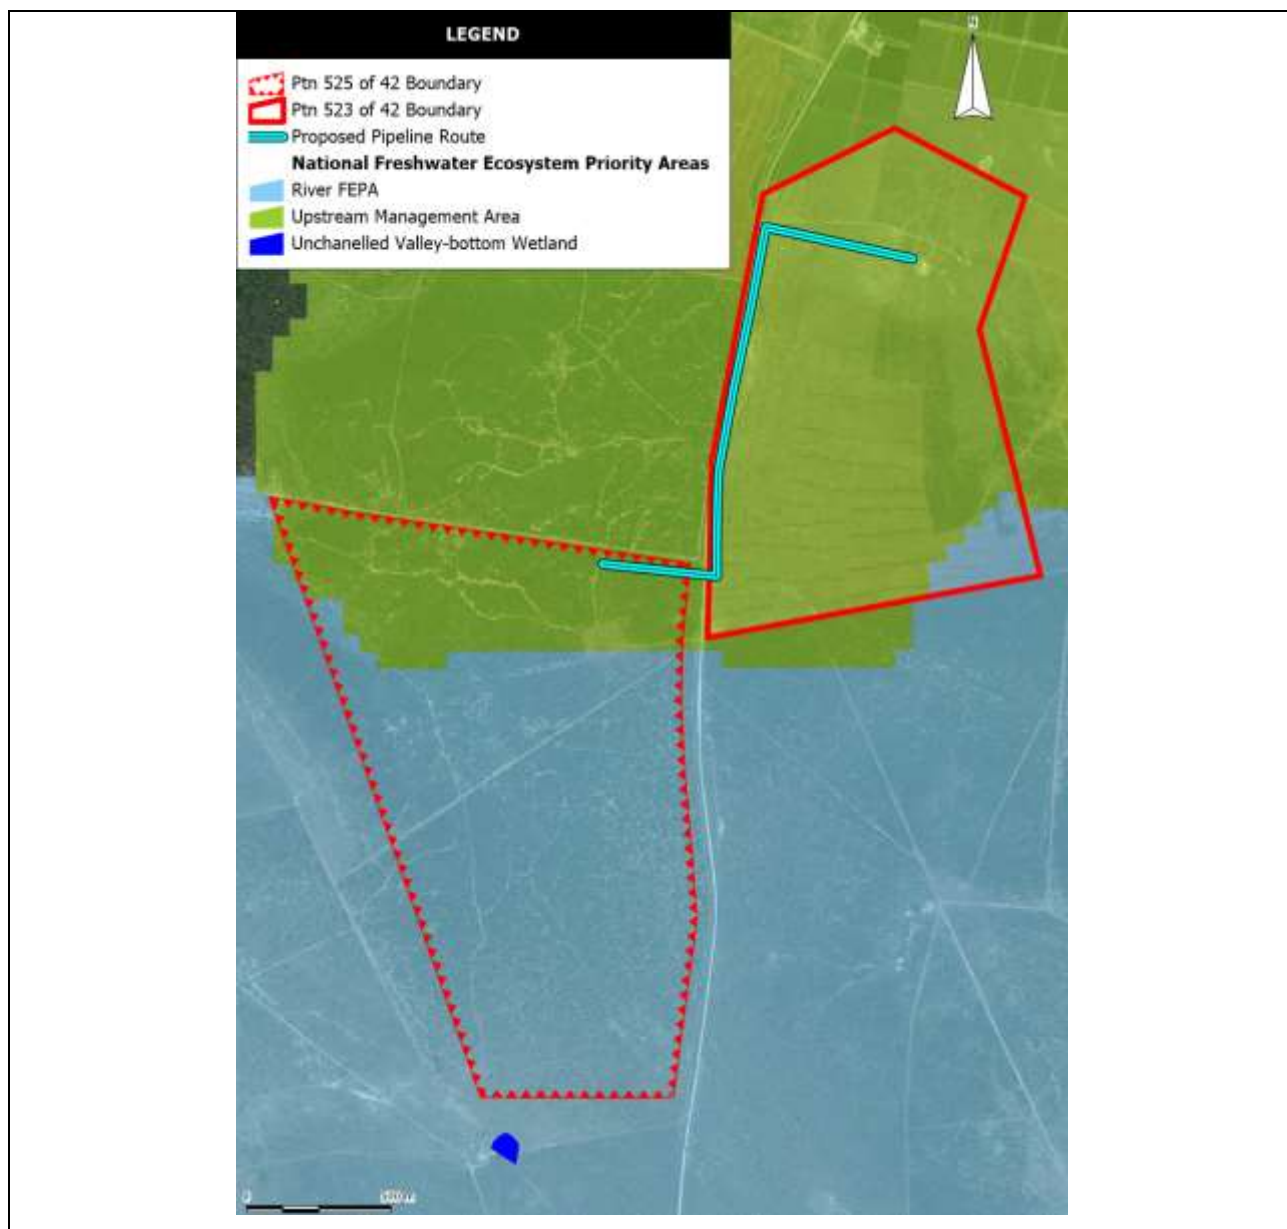 LEGEND
Ptn 525 of 42 Boundary
Ptn 523 of 42 Boundary
Proposed Pipeline Route
National Freshwater Ecosystem Priority Areas
River FEPA
Upstream Management Area
Unchanelled Valley-bottom Wetland
N
0